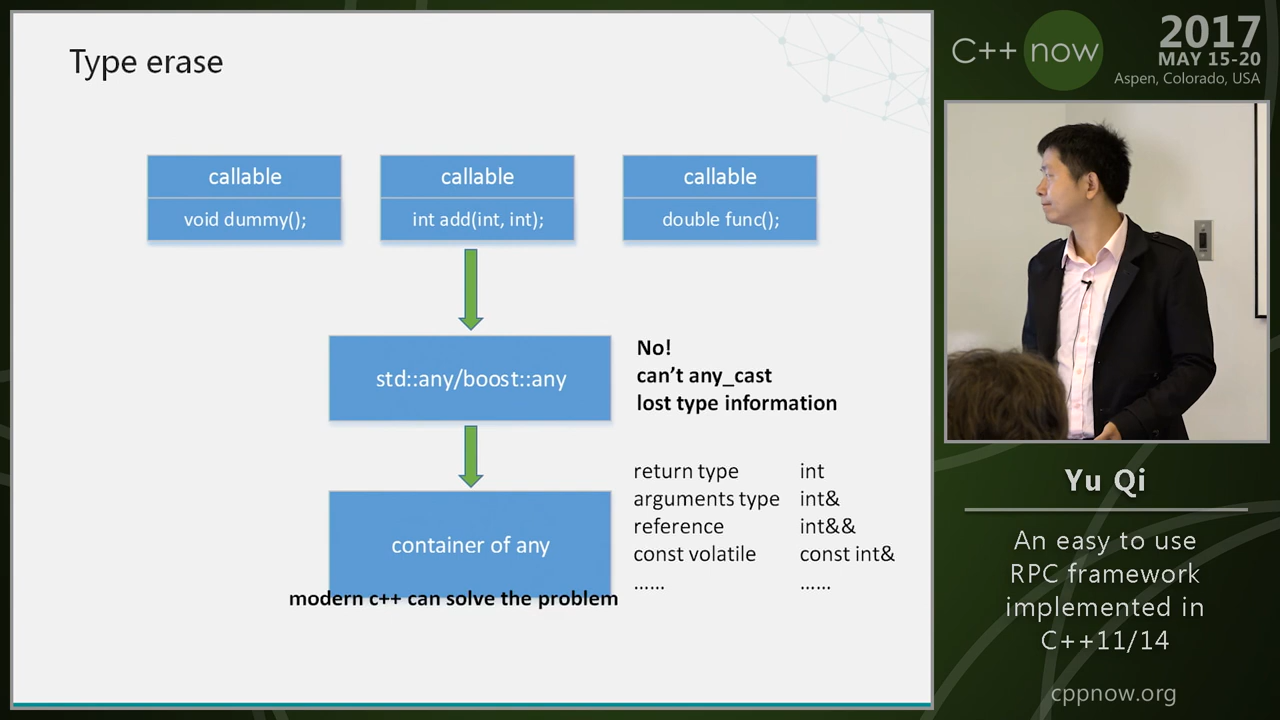 Type erase
callable
void dummy();
callable
int add(int, int);
callable
double func();
std::any/boost::any
No!
can’t any_cast
lost type information
container of any
return type int
arguments type int&
reference int&&
const volatile const int&
...... ......
modern c++ can solve the problem
C++ now
2017
MAY 15-20
Aspen, Colorado, USA
Yu Qi
An easy to use
RPC framework
implemented in
C++11/14
cppnow.org